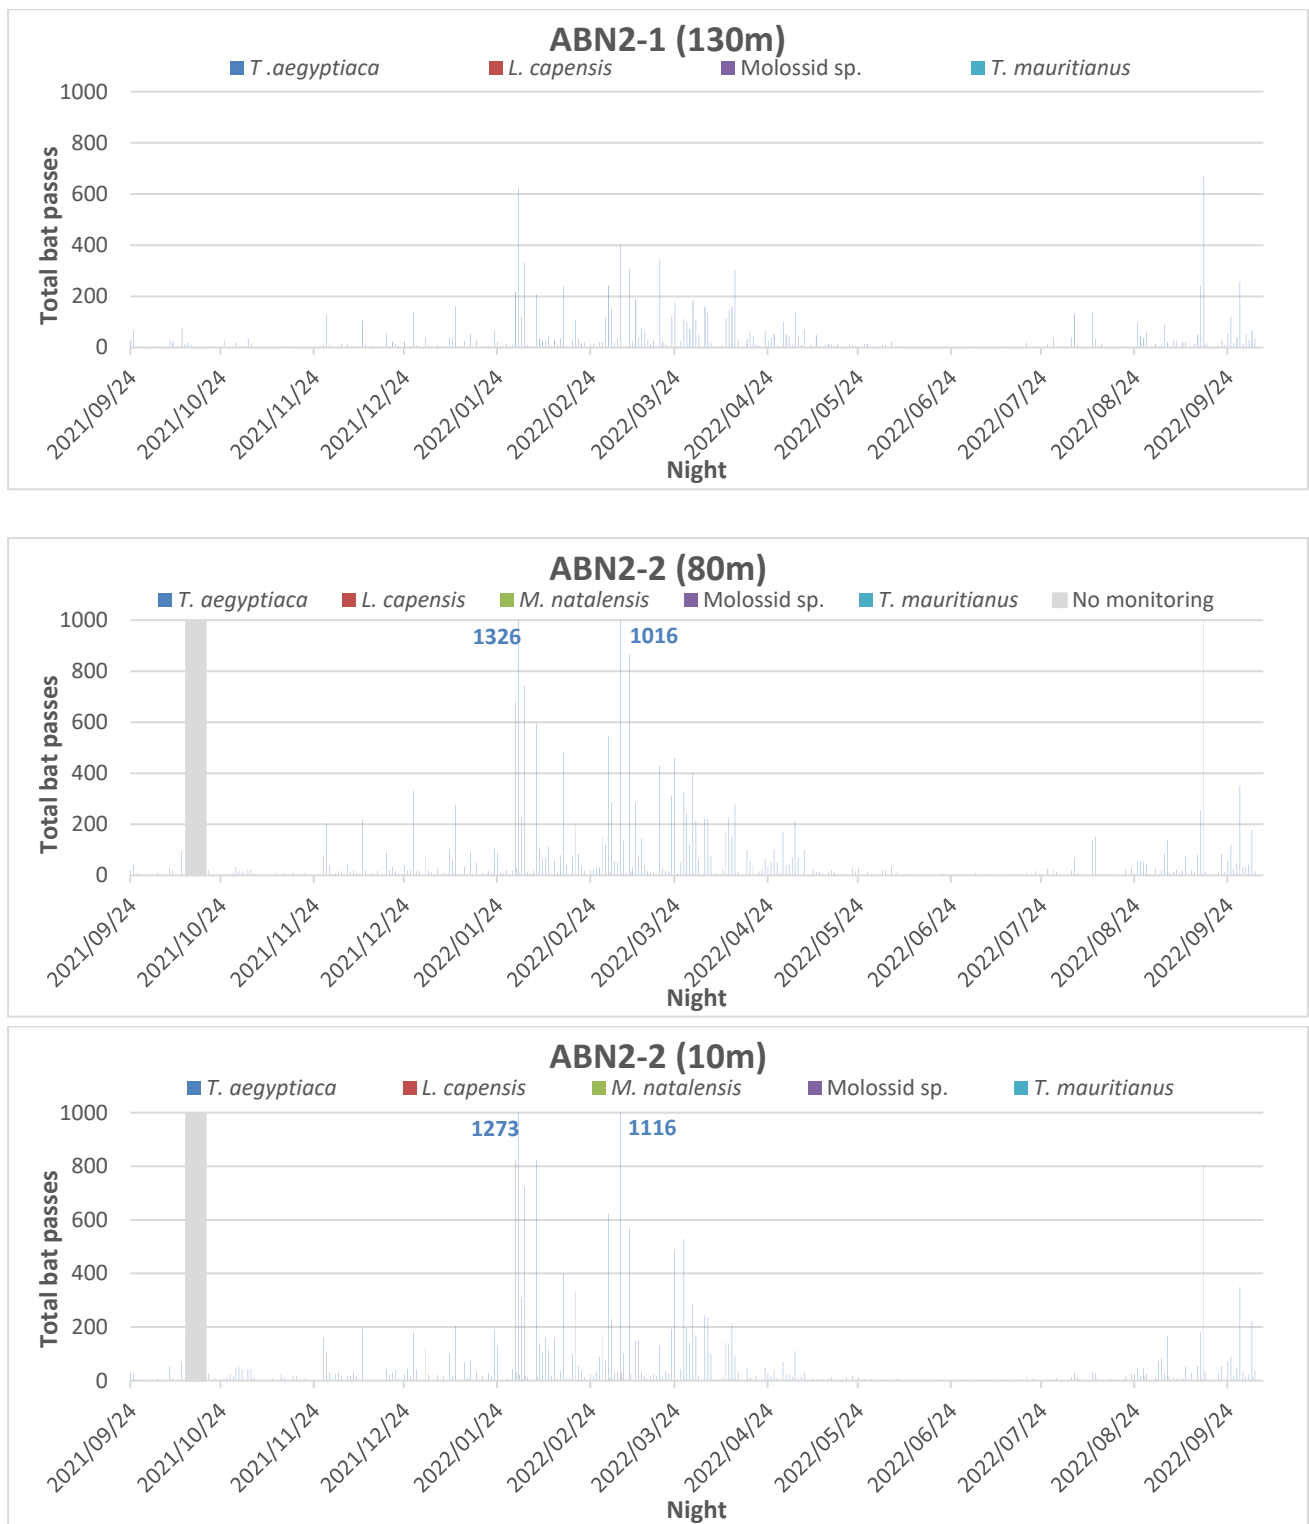 ABN2-1 (130m)
T .aegyptiaca L. capensis Molossid sp. T. mauritianus
Total bat passes
1000
800
600
400
200
0
2021/09/24 2021/10/24 2021/11/24 2021/12/24 2022/01/24 2022/02/24 2022/03/24 2022/04/24 2022/05/24 2022/06/24 2022/07/24 2022/08/24 2022/09/24
Night
ABN2-2 (80m)
T. aegyptiaca L. capensis M. natalensis Molossid sp. T. mauritianus No monitoring
Total bat passes
1000
800
600
400
200
0
1326 1016
2021/09/24 2021/10/24 2021/11/24 2021/12/24 2022/01/24 2022/02/24 2022/03/24 2022/04/24 2022/05/24 2022/06/24 2022/07/24 2022/08/24 2022/09/24
Night
ABN2-2 (10m)
T. aegyptiaca L. capensis M. natalensis Molossid sp. T. mauritianus
Total bat passes
1000
800
600
400
200
0
1273 1116
2021/09/24 2021/10/24 2021/11/24 2021/12/24 2022/01/24 2022/02/24 2022/03/24 2022/04/24 2022/05/24 2022/06/24 2022/07/24 2022/08/24 2022/09/24
Night